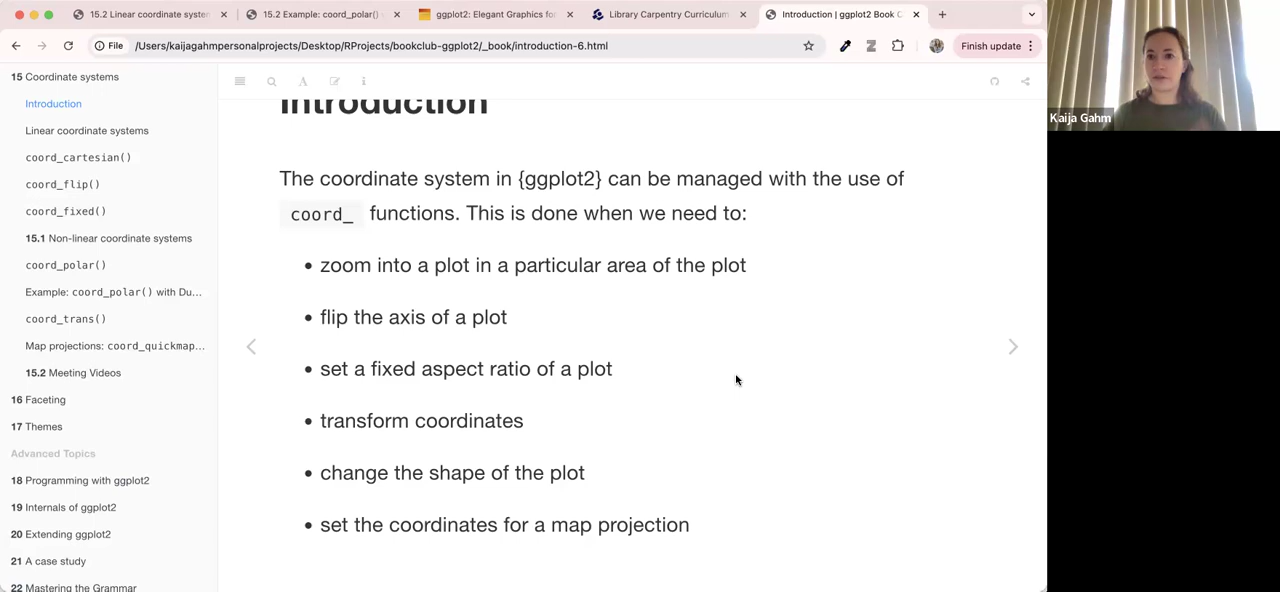 15.2 Linear coordinate system
15.2 Example: coord_polar()
ggplot2: Elegant Graphics for
Library Carpentry Curriculum
Introduction | ggplot2 Book C
File
/Users/kaijagahmpersonalprojects/Desktop/RProjects/bookclub-ggplot2/_book/introduction-6.html
Finish update
Kaija Gahm
15 Coordinate systems
Introduction
Linear coordinate systems
coord_cartesian()
coord_flip()
coord_fixed()
15.1 Non-linear coordinate systems
coord_polar()
Example: coord_polar() with Du...
coord_trans()
Map projections: coord_quickmap...
15.2 Meeting Videos
16 Faceting
17 Themes
Advanced Topics
18 Programming with ggplot2
19 Internals of ggplot2
20 Extending ggplot2
21 A case study
22 Mastering the Grammar
Introduction
The coordinate system in {ggplot2} can be managed with the use of
coord_ functions. This is done when we need to:
• zoom into a plot in a particular area of the plot
• flip the axis of a plot
• set a fixed aspect ratio of a plot
• transform coordinates
• change the shape of the plot
• set the coordinates for a map projection